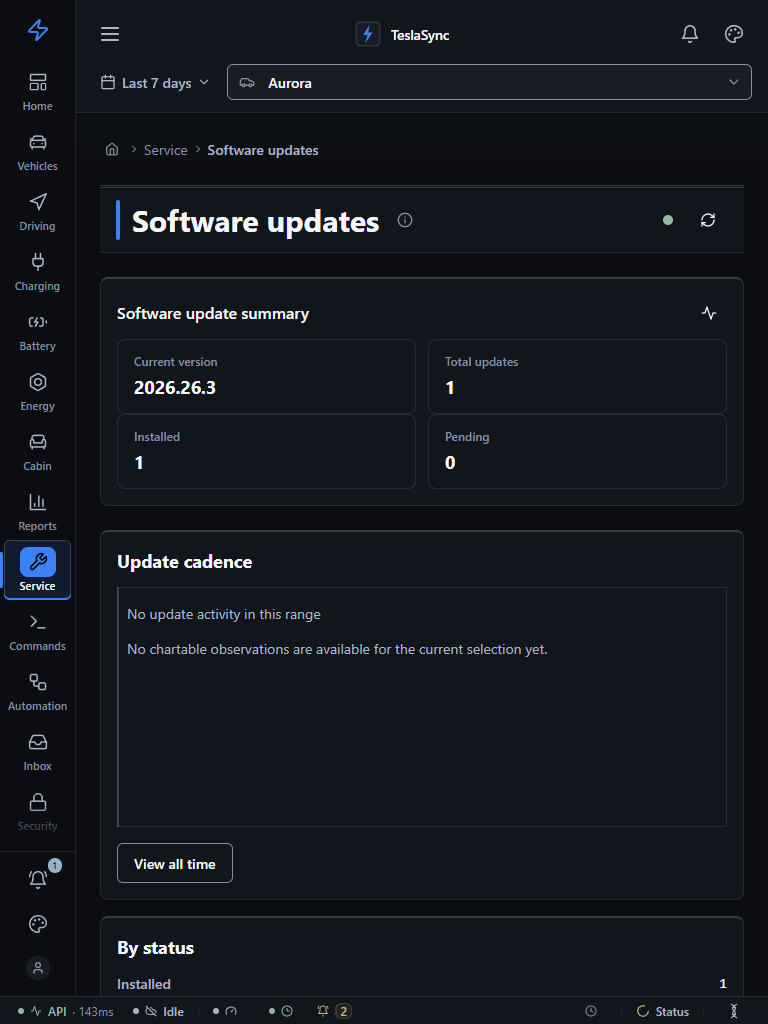 TeslaSync
Last 7 days
Aurora
Home
Vehicles
Driving
Charging
Battery
Energy
Cabin
Reports
Service
Commands
Automation
Inbox
Security
1
Service
Software updates
Software updates
Software update summary
Current version
2026.26.3
Total updates
1
Installed
1
Pending
0
Update cadence
No update activity in this range
No chartable observations are available for the current selection yet.
View all time
By status
Installed 1
API · 143ms
Idle
2
Status